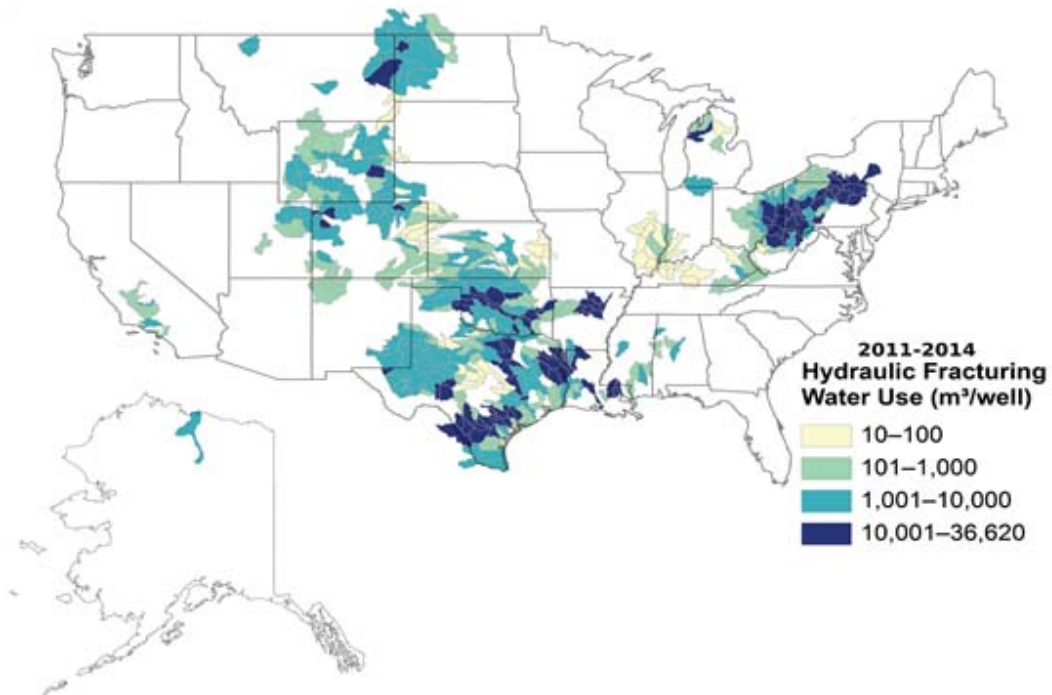 2011-2014
Hydraulic Fracturing
Water Use (m³/well)
10–100
101–1,000
1,001–10,000
10,001–36,620